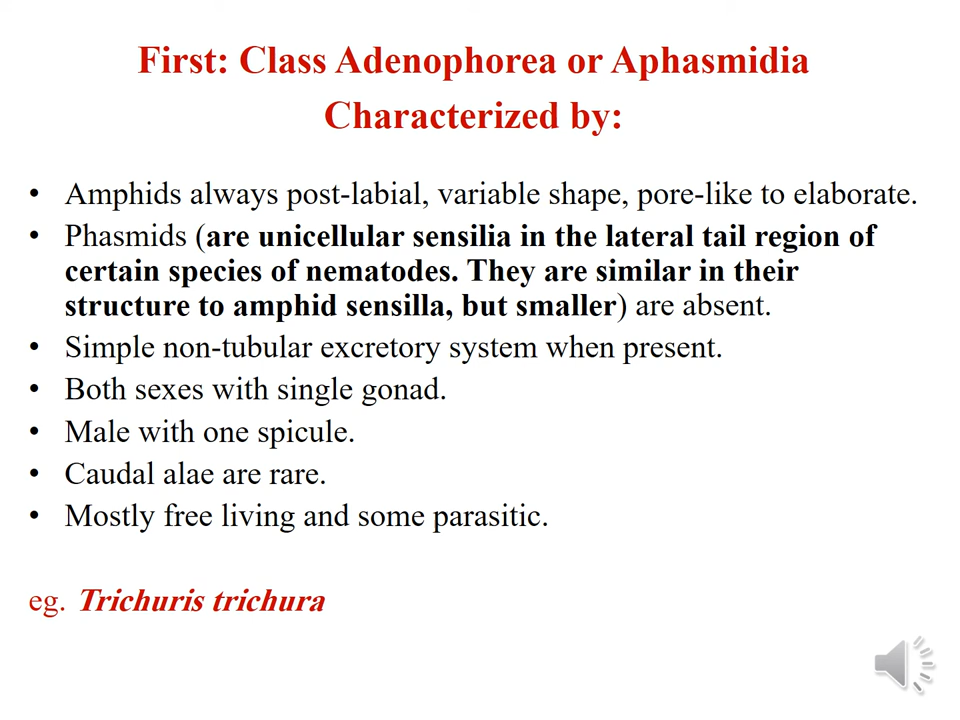 First: Class Adenophorea or Aphasmidia
Characterized by:
• Amphids always post-labial, variable shape, pore-like to elaborate.
• Phasmids (are unicellular sensilia in the lateral tail region of
certain species of nematodes. They are similar in their
structure to amphid sensilla, but smaller) are absent.
• Simple non-tubular excretory system when present.
• Both sexes with single gonad.
• Male with one spicule.
• Caudal alae are rare.
• Mostly free living and some parasitic.
eg. Trichuris trichura